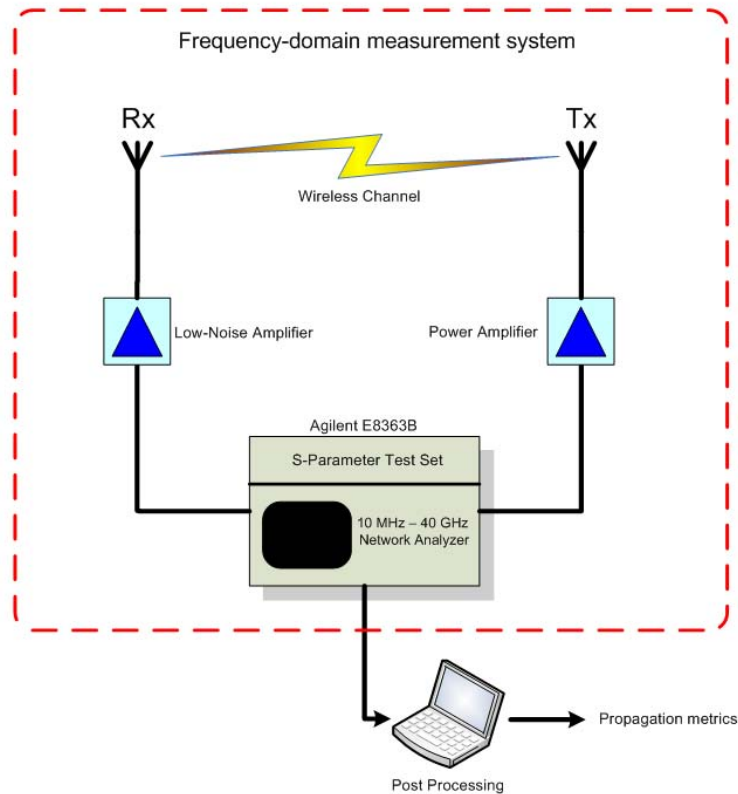 Frequency-domain measurement system
Rx
Tx
Wireless Channel
Low-Noise Amplifier
Power Amplifier
Agilent E8363B
S-Parameter Test Set
10 MHz – 40 GHz
Network Analyzer
Propagation metrics
Post Processing